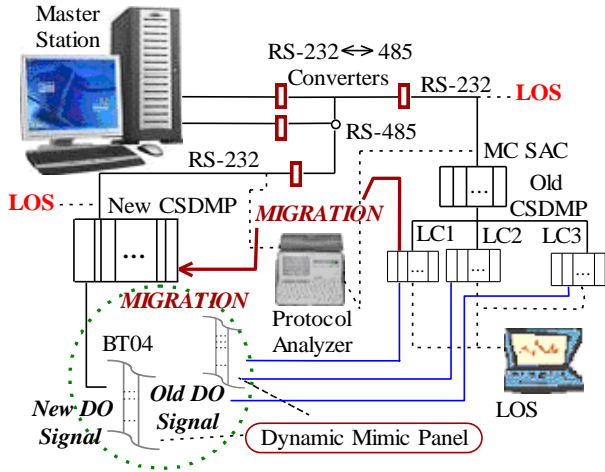 Master
Station
RS-232 ↔ 485
Converters
RS-232
LOS
RS-485
RS-232
MC SAC
Old
CSDMP
LOS
New CSDMP
MIGRATION
LC1
LC2
LC3
...
...
...
...
...
MIGRATION
Protocol
Analyzer
BT04
Old DO
Signal
New DO
Signal
LOS
Dynamic Mimic Panel